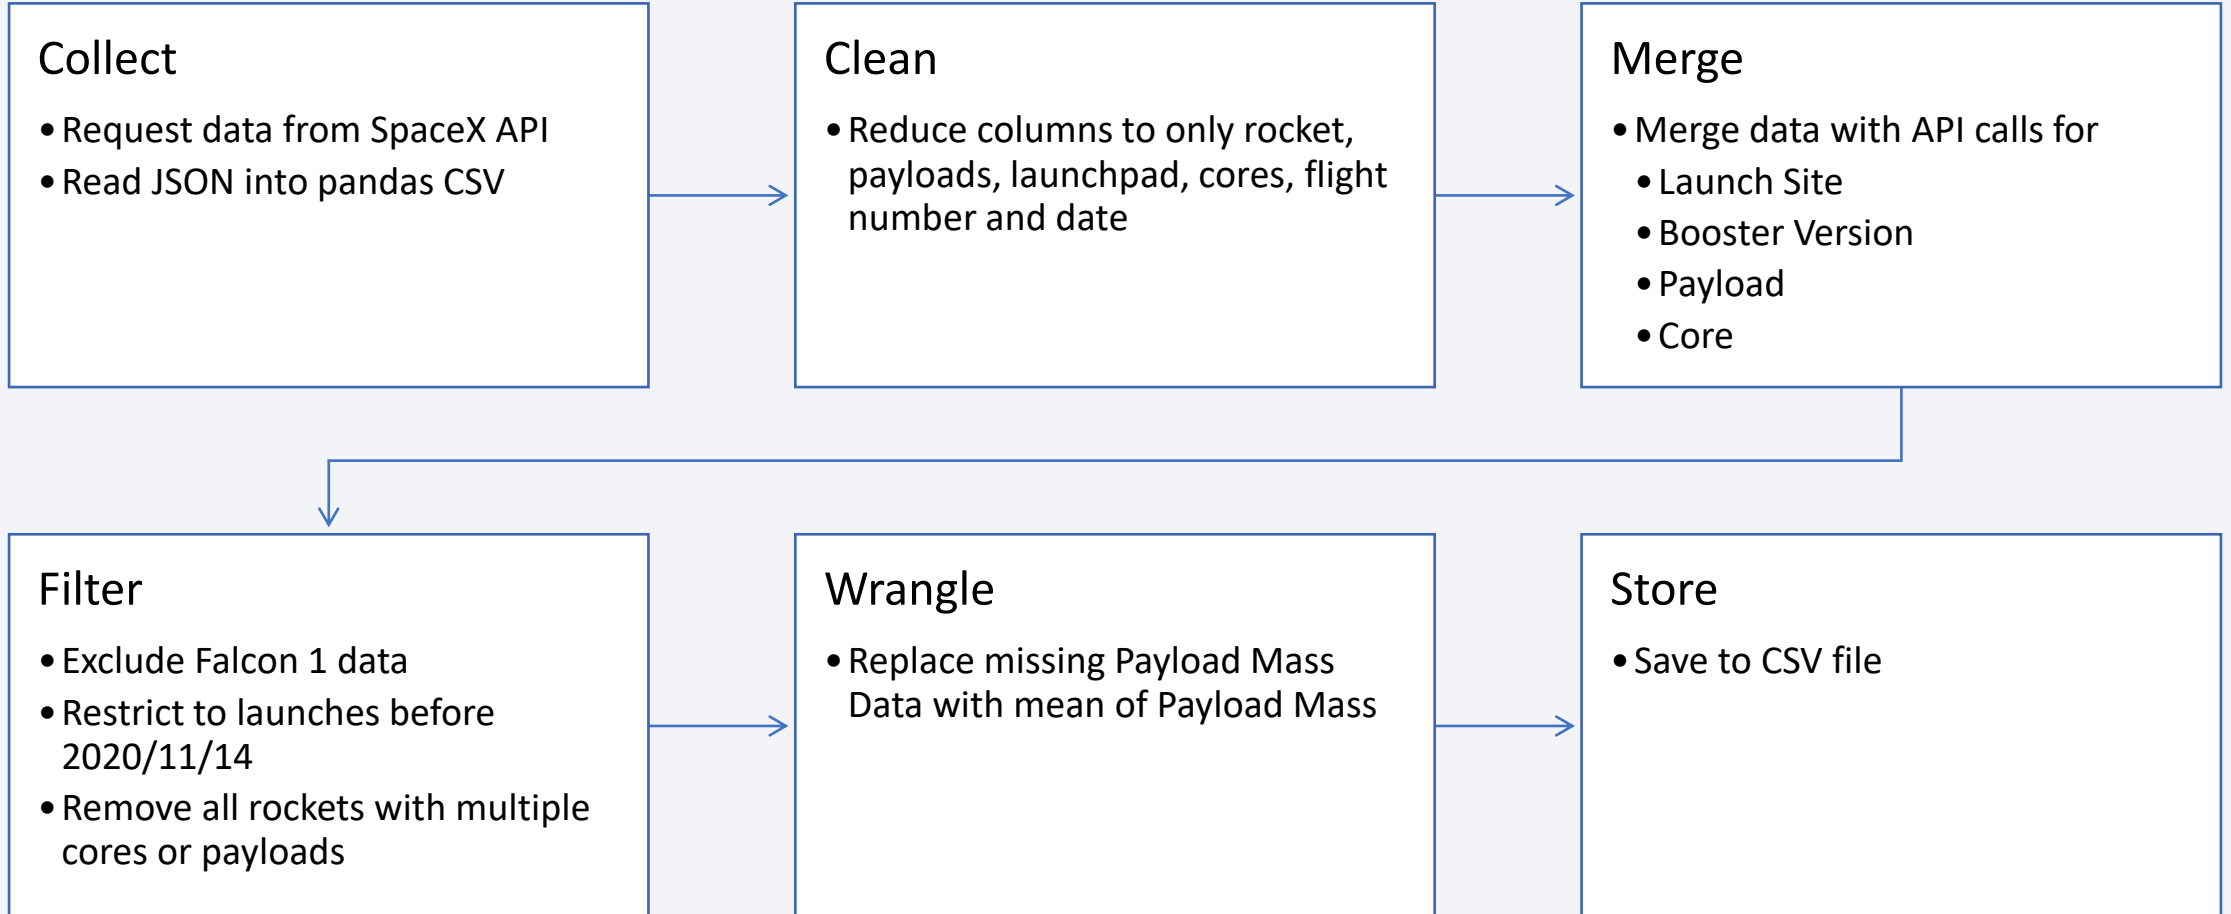 Collect
• Request data from SpaceX API
• Read JSON into pandas CSV
Clean
• Reduce columns to only rocket,
payloads, launchpad, cores, flight
number and date
Merge
• Merge data with API calls for
• Launch Site
• Booster Version
• Payload
• Core
Filter
• Exclude Falcon 1 data
• Restrict to launches before
2020/11/14
• Remove all rockets with multiple
cores or payloads
Wrangle
• Replace missing Payload Mass
Data with mean of Payload Mass
Store
• Save to CSV file